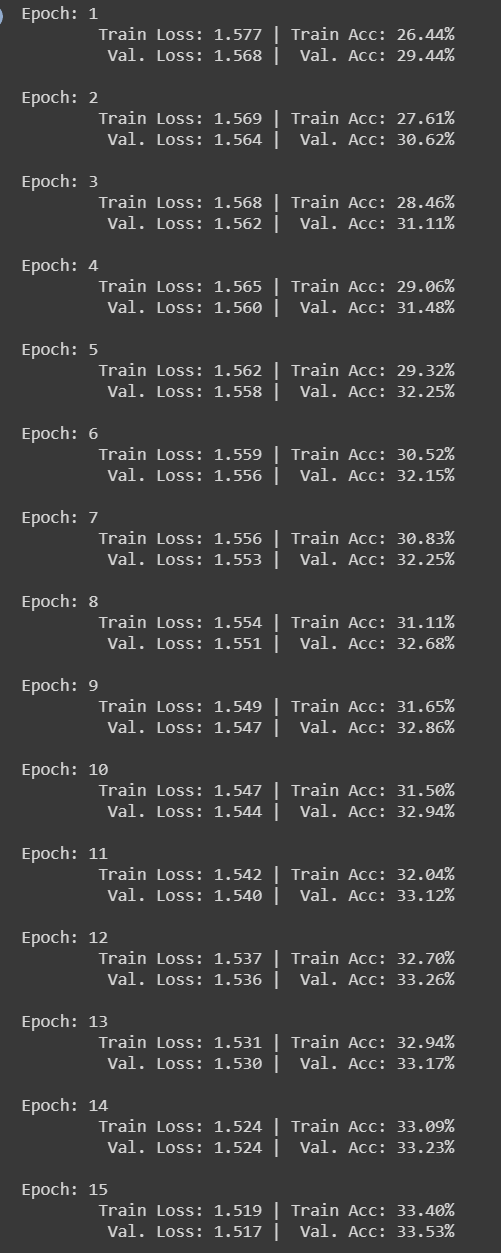 Epoch: 1
Train Loss: 1.577 | Train Acc: 26.44%
Val. Loss: 1.568 | Val. Acc: 29.44%
Epoch: 2
Train Loss: 1.569 | Train Acc: 27.61%
Val. Loss: 1.564 | Val. Acc: 30.62%
Epoch: 3
Train Loss: 1.568 | Train Acc: 28.46%
Val. Loss: 1.562 | Val. Acc: 31.11%
Epoch: 4
Train Loss: 1.565 | Train Acc: 29.06%
Val. Loss: 1.560 | Val. Acc: 31.48%
Epoch: 5
Train Loss: 1.562 | Train Acc: 29.32%
Val. Loss: 1.558 | Val. Acc: 32.25%
Epoch: 6
Train Loss: 1.559 | Train Acc: 30.52%
Val. Loss: 1.556 | Val. Acc: 32.15%
Epoch: 7
Train Loss: 1.556 | Train Acc: 30.83%
Val. Loss: 1.553 | Val. Acc: 32.25%
Epoch: 8
Train Loss: 1.554 | Train Acc: 31.11%
Val. Loss: 1.551 | Val. Acc: 32.68%
Epoch: 9
Train Loss: 1.549 | Train Acc: 31.65%
Val. Loss: 1.547 | Val. Acc: 32.86%
Epoch: 10
Train Loss: 1.547 | Train Acc: 31.50%
Val. Loss: 1.544 | Val. Acc: 32.94%
Epoch: 11
Train Loss: 1.542 | Train Acc: 32.04%
Val. Loss: 1.540 | Val. Acc: 33.12%
Epoch: 12
Train Loss: 1.537 | Train Acc: 32.70%
Val. Loss: 1.536 | Val. Acc: 33.26%
Epoch: 13
Train Loss: 1.531 | Train Acc: 32.94%
Val. Loss: 1.530 | Val. Acc: 33.17%
Epoch: 14
Train Loss: 1.524 | Train Acc: 33.09%
Val. Loss: 1.524 | Val. Acc: 33.23%
Epoch: 15
Train Loss: 1.519 | Train Acc: 33.40%
Val. Loss: 1.517 | Val. Acc: 33.53%